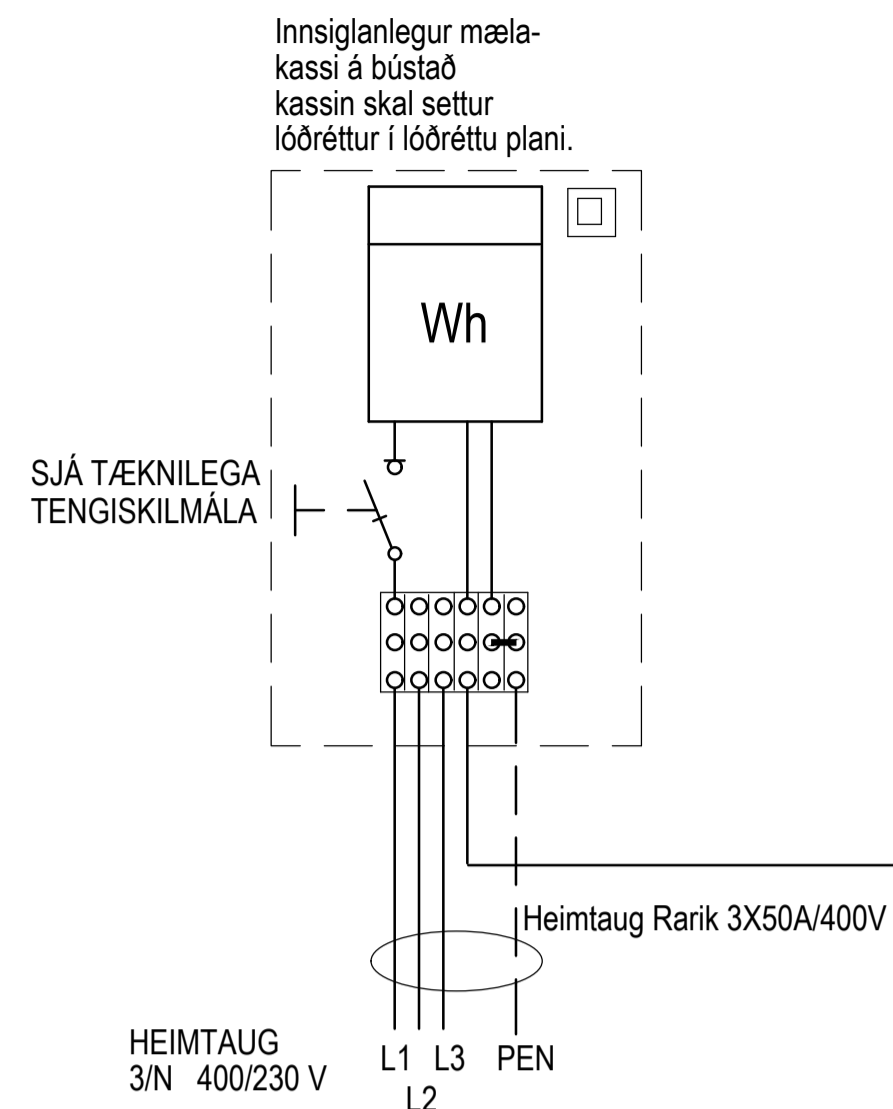 Innsiglanlegur mæla-
kassi á bústað
kassin skal settur
lóðréttur í lóðréttu plani.
Wh
SJÁ TÆKNILEGA
TENGISKILMÁLA
Heimtaug Rarik 3X50A/400V
HEIMTAUG
3/N 400/230 V
L1 L3 PEN
L2